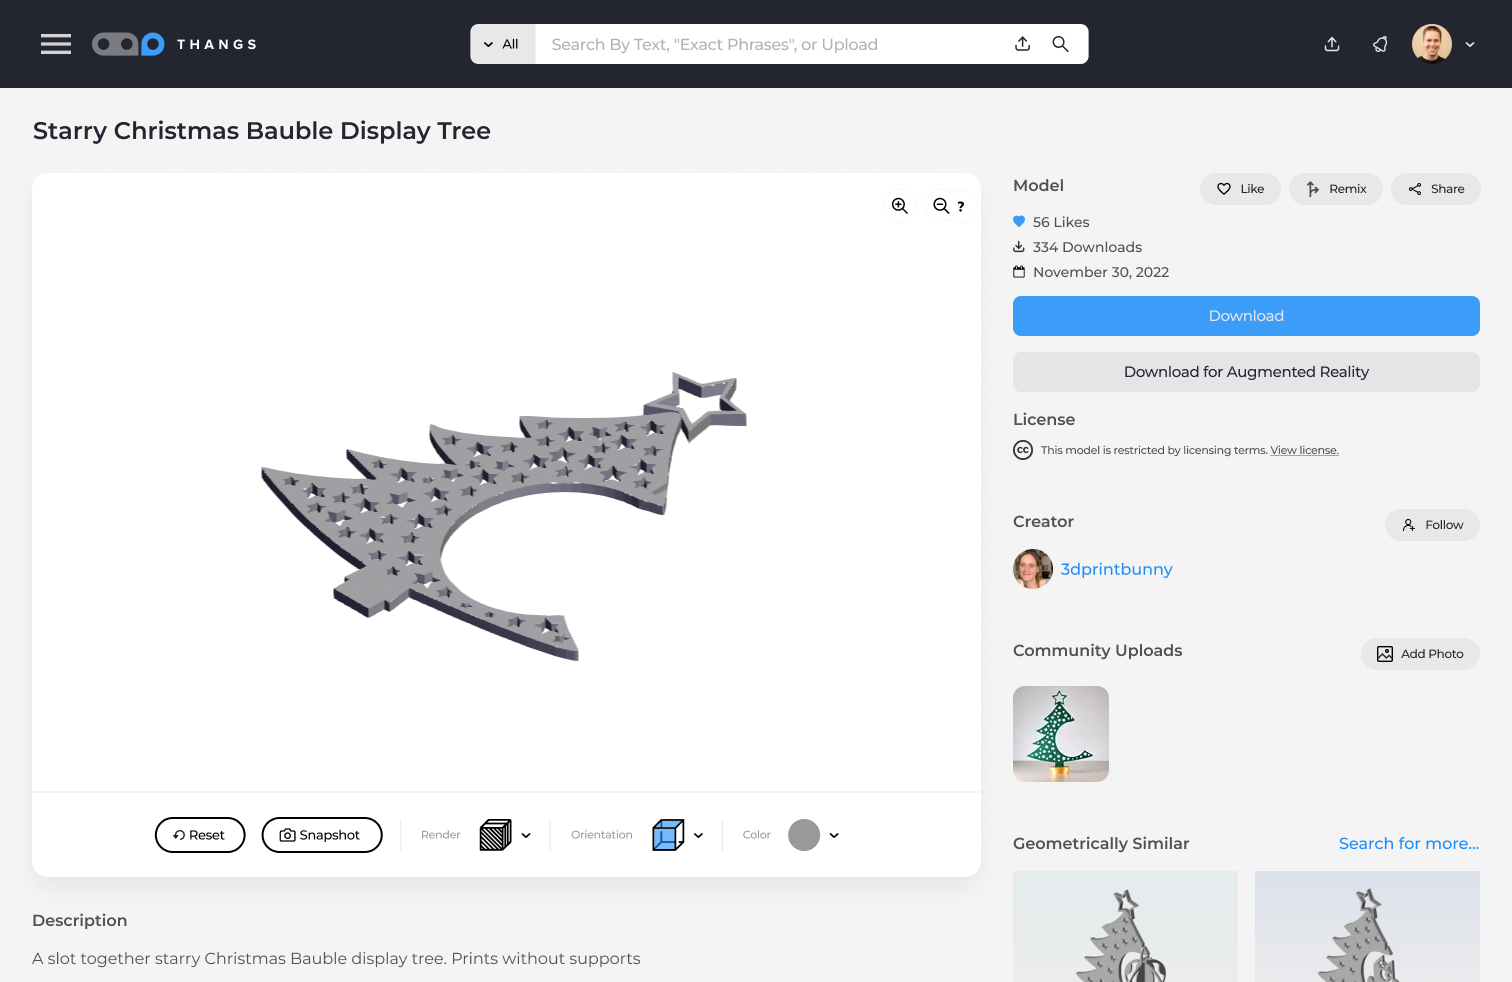 THANGS
All
Search By Text, "Exact Phrases", or Upload
Starry Christmas Bauble Display Tree
?
Reset
Snapshot
Render
Orientation
Color
Description
A slot together starry Christmas Bauble display tree. Prints without supports
Model
Like
Remix
Share
56 Likes
334 Downloads
November 30, 2022
Download
Download for Augmented Reality
License
cc This model is restricted by licensing terms. View license.
Creator
Follow
3dprintbunny
Community Uploads
Add Photo
Geometrically Similar
Search for more...